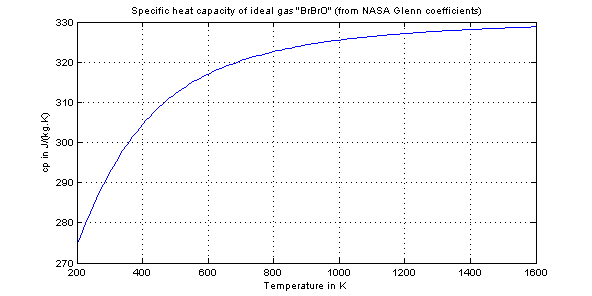 Specific heat capacity of ideal gas "BrBrO" (from NASA Glenn coefficients)
330
320
310
300
290
280
270
cp in J/(kg.K)
200 400 600 800 1000 1200 1400 1600
Temperature in K